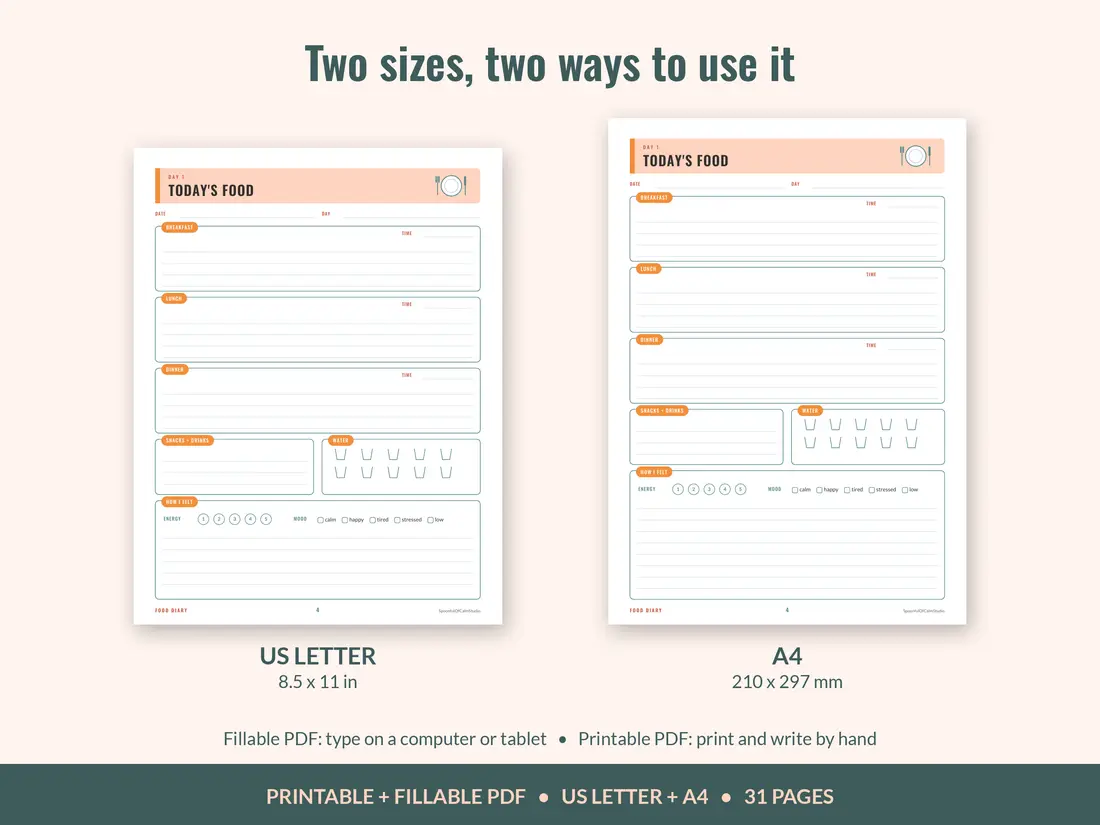 Two sizes, two ways to use it
DAY 1
TODAY'S FOOD
DATE DAY
BREAKFAST
TIME
LUNCH
TIME
DINNER
TIME
SNACKS + DRINKS WATER
HOW I FELT
ENERGY 1 2 3 4 5 MOOD calm happy tired stressed low
FOOD DIARY 4 SpoonfulOfCalmStudio
US LETTER
8.5 x 11 in
DAY 1
TODAY'S FOOD
DATE DAY
BREAKFAST
TIME
LUNCH
TIME
DINNER
TIME
SNACKS + DRINKS WATER
HOW I FELT
ENERGY 1 2 3 4 5 MOOD calm happy tired stressed low
FOOD DIARY 4 SpoonfulOfCalmStudio
A4
210 x 297 mm
Fillable PDF: type on a computer or tablet • Printable PDF: print and write by hand
PRINTABLE + FILLABLE PDF • US LETTER + A4 • 31 PAGES